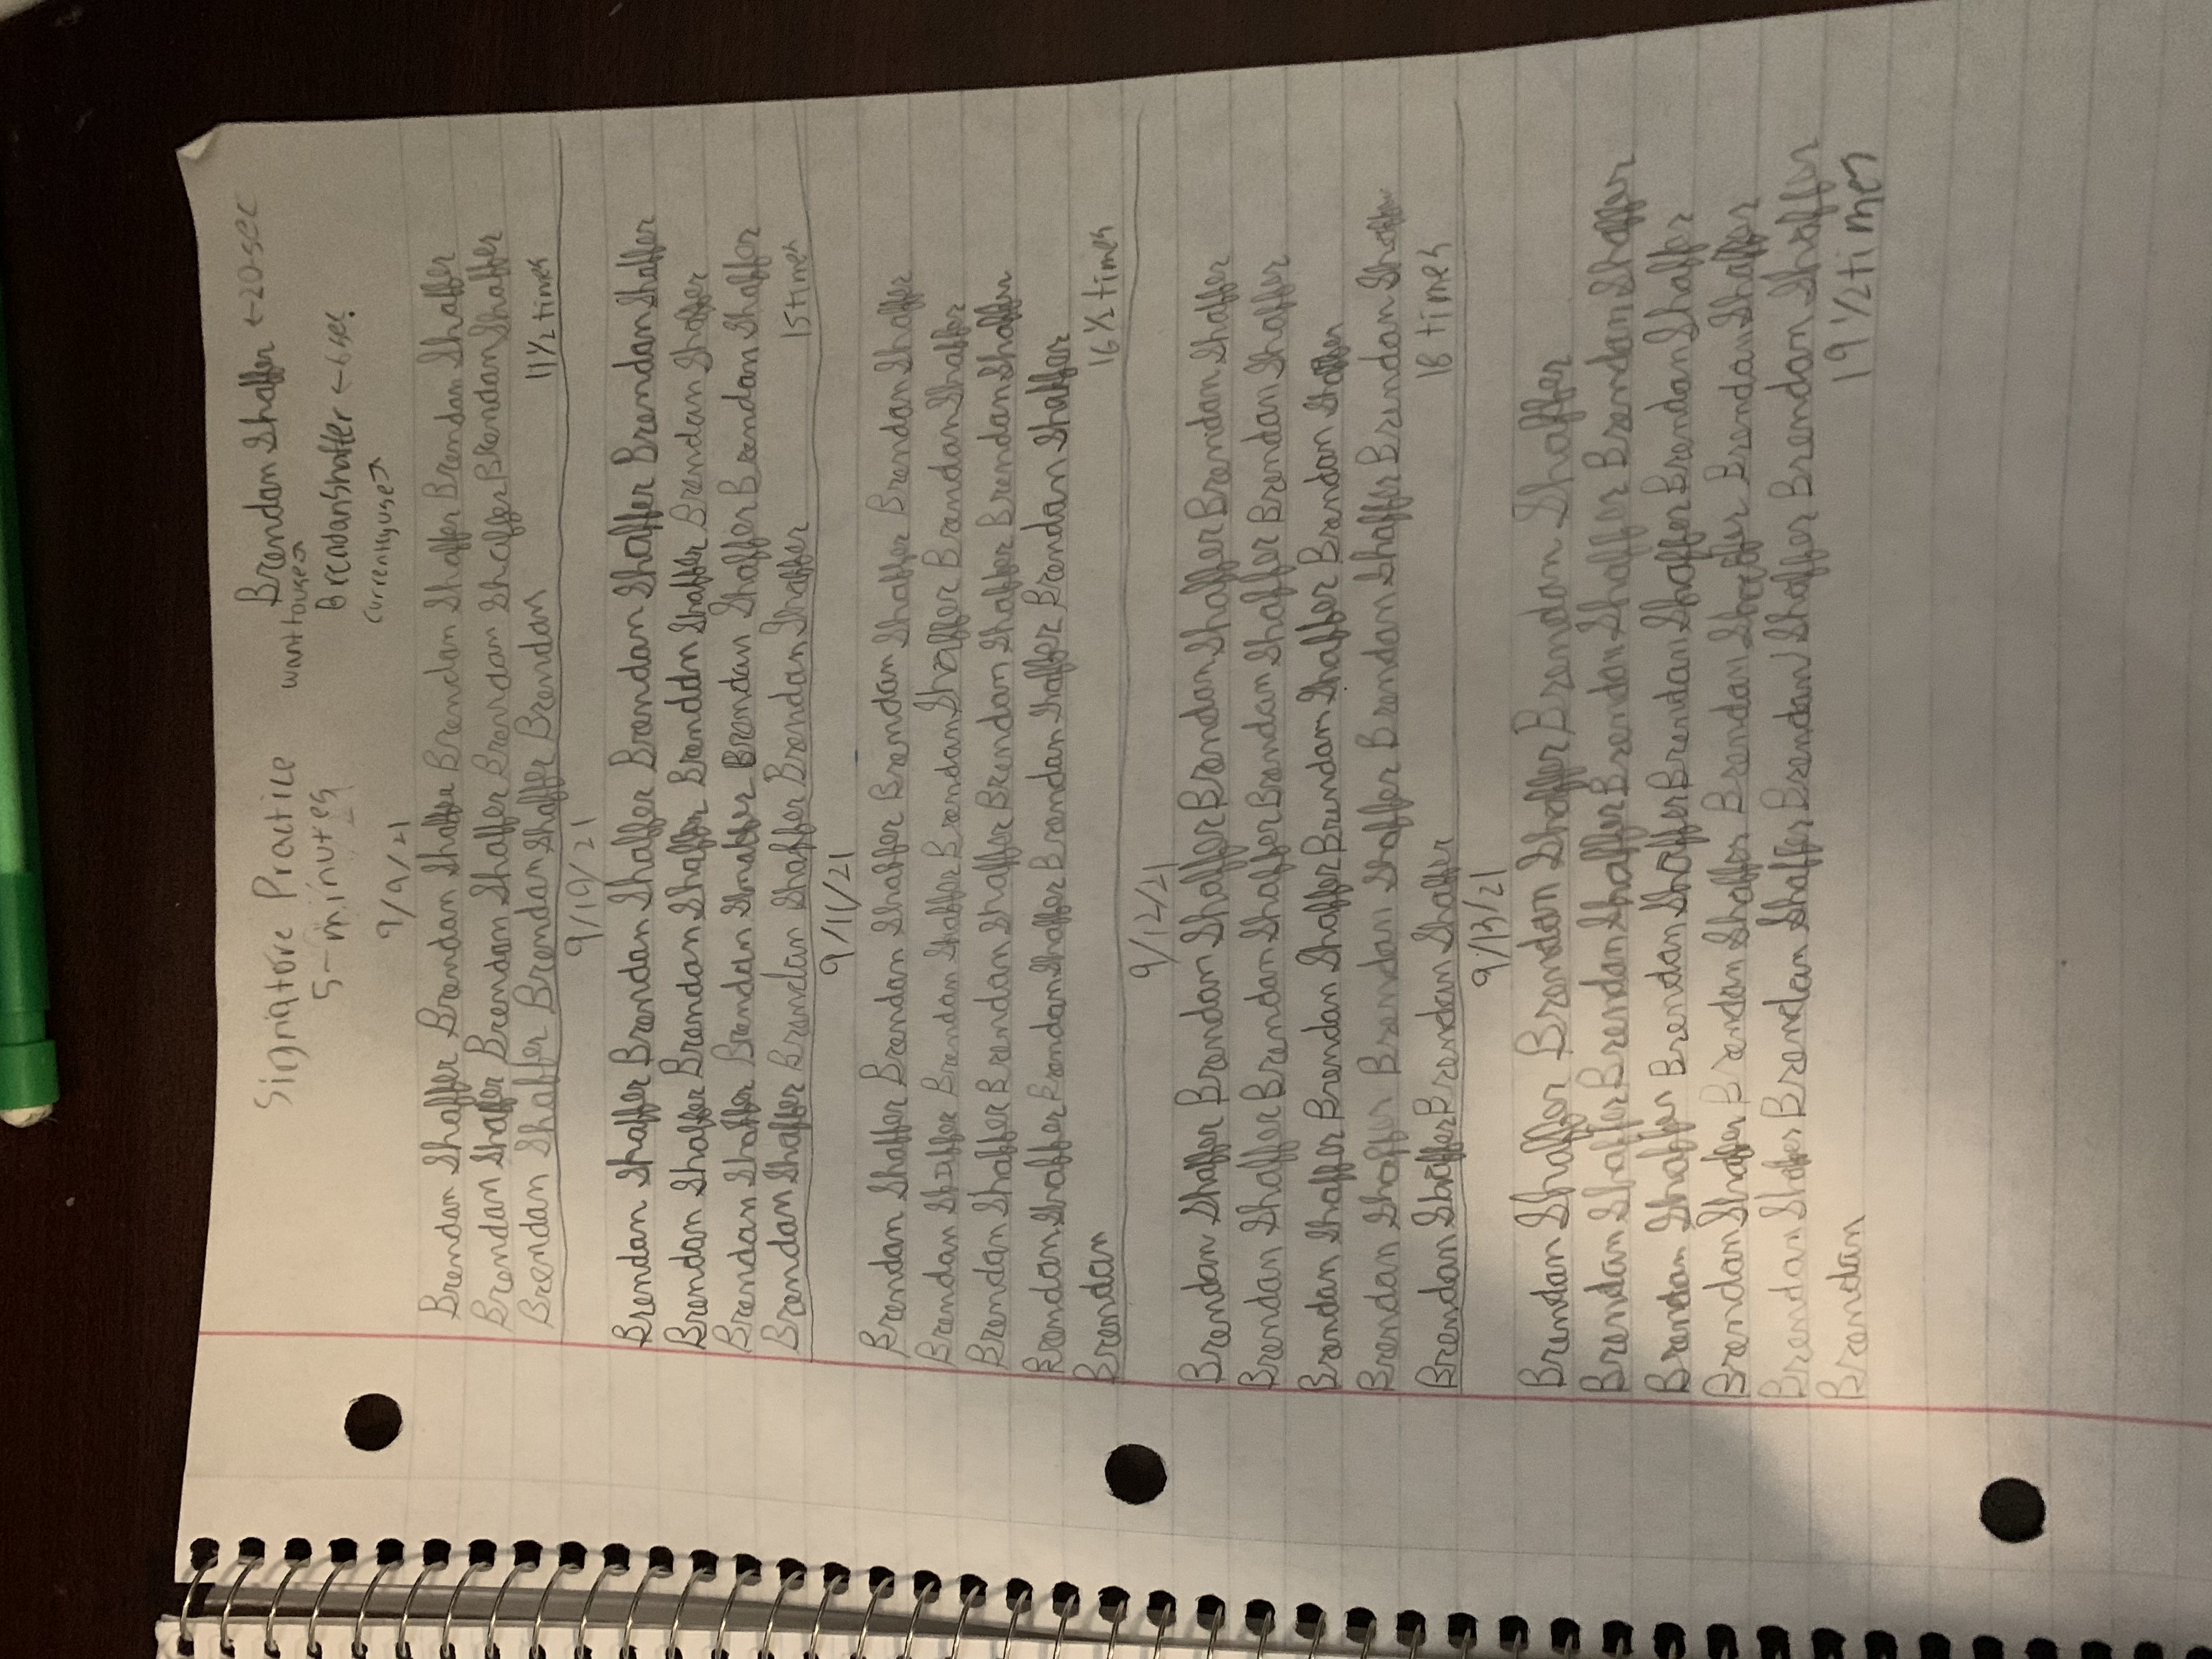 Signature Practice
5-minutes
Brendan Shaffer ←20-sec
want to use↗
Brendan Shaffer ←6 sec.
currently use↗
9/9/21
Brendan Shaffer Brendan Shaffer Brendan Shaffer Brendan Shaffer
Brendan Shaffer Brendan Shaffer Brendan Shaffer Brendan Shaffer
Brendan Shaffer Brendan Shaffer Brendan 11 1/2 times
9/10/21
Brendan Shaffer Brendan Shaffer Brendan Shaffer Brendan Shaffer
Brendan Shaffer Brendan Shaffer Brendan Shaffer Brendan Shaffer
Brendan Shaffer Brendan Shaffer Brendan Shaffer Brendan Shaffer
Brendan Shaffer Brendan Shaffer Brendan Shaffer 15 times
9/11/21
Brendan Shaffer Brendan Shaffer Brendan Shaffer Brendan Shaffer
Brendan Shaffer Brendan Shaffer Brendan Shaffer Brendan Shaffer
Brendan Shaffer Brendan Shaffer Brendan Shaffer Brendan Shaffer
Brendan Shaffer Brendan Shaffer Brendan Shaffer Brendan Shaffer
Brendan 16 1/2 times
9/12/21
Brendan Shaffer Brendan Shaffer Brendan Shaffer Brendan Shaffer
Brendan Shaffer Brendan Shaffer Brendan Shaffer Brendan Shaffer
Brendan Shaffer Brendan Shaffer Brendan Shaffer Brendan Shaffer
Brendan Shaffer Brendan Shaffer Brendan Shaffer Brendan Shaffer
Brendan Shaffer Brendan Shaffer 18 times
9/13/21
Brendan Shaffer Brendan Shaffer Brendan Shaffer
Brendan Shaffer Brendan Shaffer Brendan Shaffer Brendan Shaffer
Brendan Shaffer Brendan Shaffer Brendan Shaffer Brendan Shaffer
Brendan Shaffer Brendan Shaffer Brendan Shaffer Brendan Shaffer
Brendan Shaffer Brendan Shaffer Brendan Shaffer Brendan Shaffer
Brendan 19 1/2 times